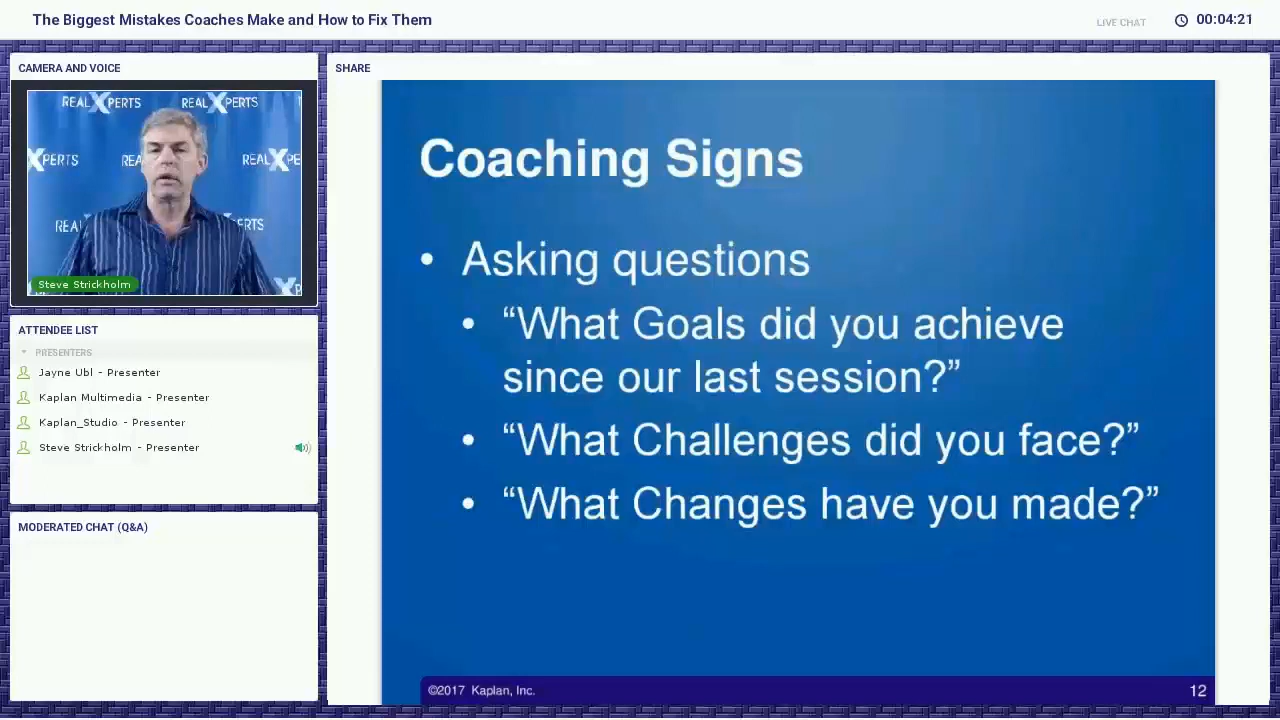 The Biggest Mistakes Coaches Make and How to Fix Them
LIVE CHAT
00:04:21
CAMERA AND VOICE
REAL XPERTS REAL XPERTS
XPERTS REA REAL XPE
REAL ERTS
X
Steve Strickholm
ATTENDEE LIST
PRESENTERS
Jayne Ubl - Presenter
Kaplan Multimedia - Presenter
Kaplan_Studio - Presenter
Steve Strickholm - Presenter
MODERATED CHAT (Q&A)
SHARE
Coaching Signs
• Asking questions
• “What Goals did you achieve
since our last session?”
• “What Challenges did you face?”
• “What Changes have you made?”
©2017 Kaplan, Inc.
12